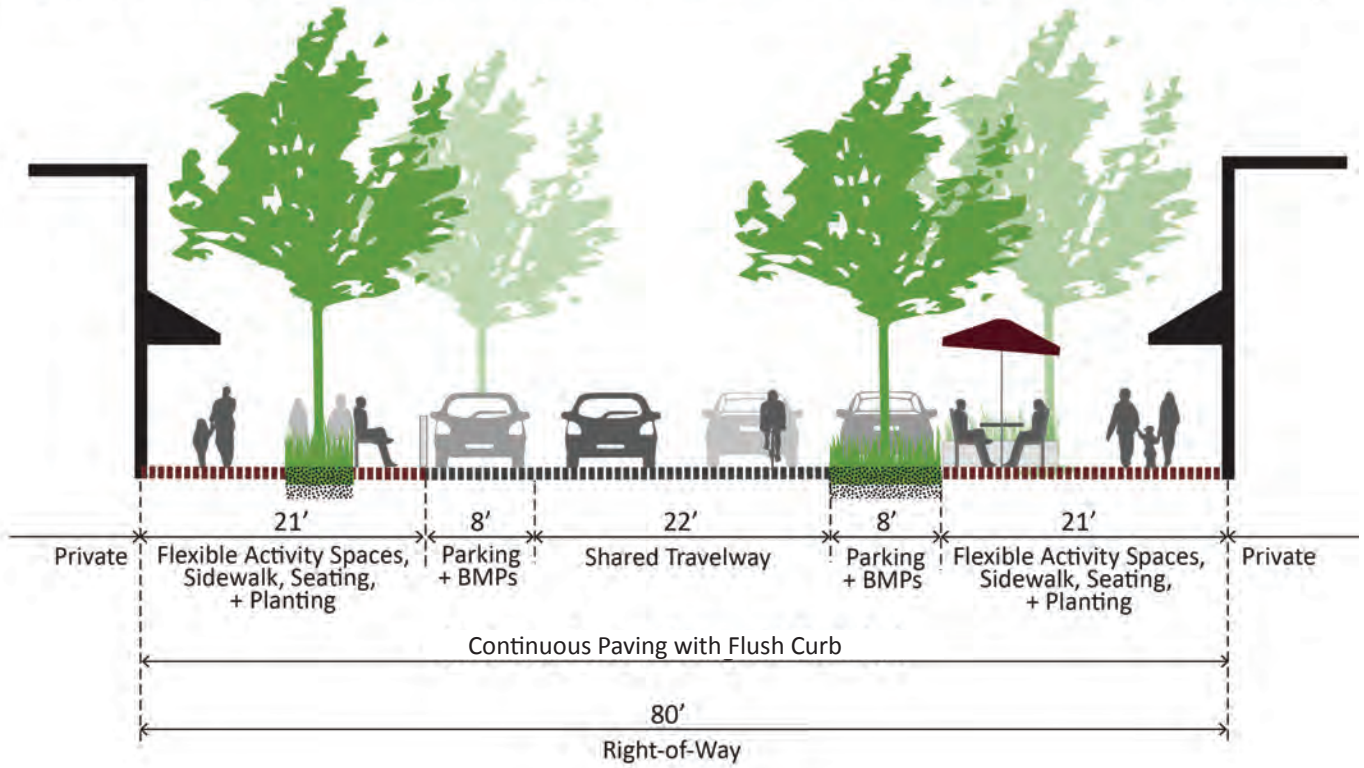 21’ 8’ 22’ 8’ 21’
Private Flexible Activity Spaces, Sidewalk, Seating, + Planting
Parking + BMPs
Shared Travelway
Parking + BMPs
Flexible Activity Spaces, Sidewalk, Seating, + Planting
Private
Continuous Paving with Flush Curb
80’
Right-of-Way